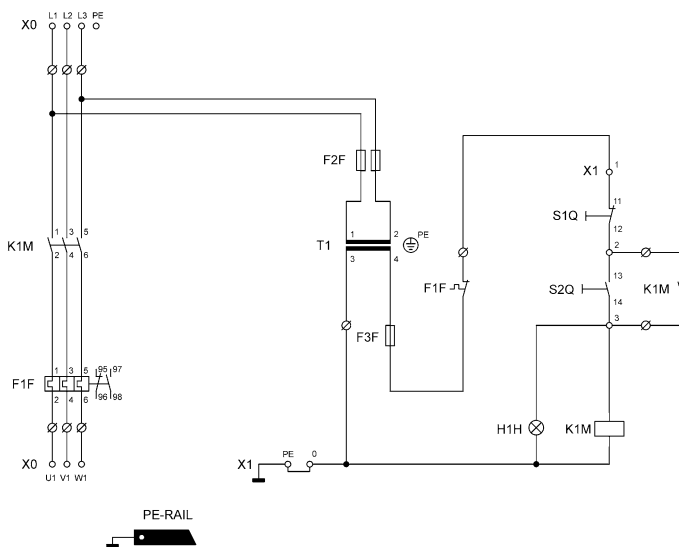 L1 L2 L3 PE
X0
F2F
1
X1
11
S1Q
12
1 3 5
K1M
2 4 6
1 2
T1
PE
3 4
2
13
F1F
S2Q
K1M
14
F3F
3
1 3 5 95 97
F1F
2 4 6 96 98
H1H
K1M
X0
U1 V1 W1
X1
PE 0
PE-RAIL